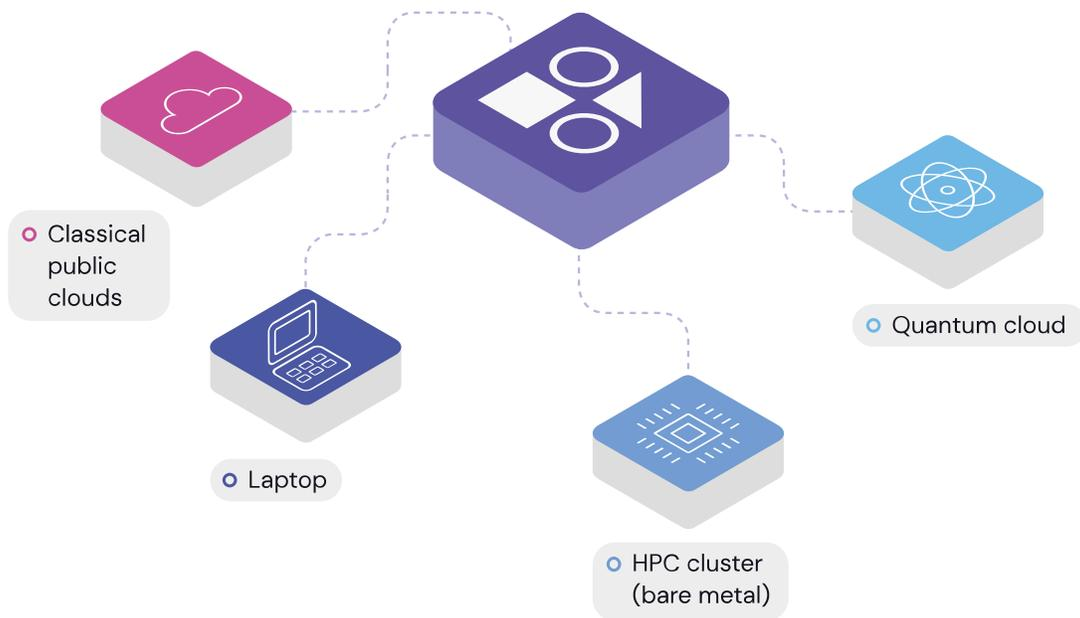 Classical
public
clouds
Quantum cloud
Laptop
HPC cluster
(bare metal)